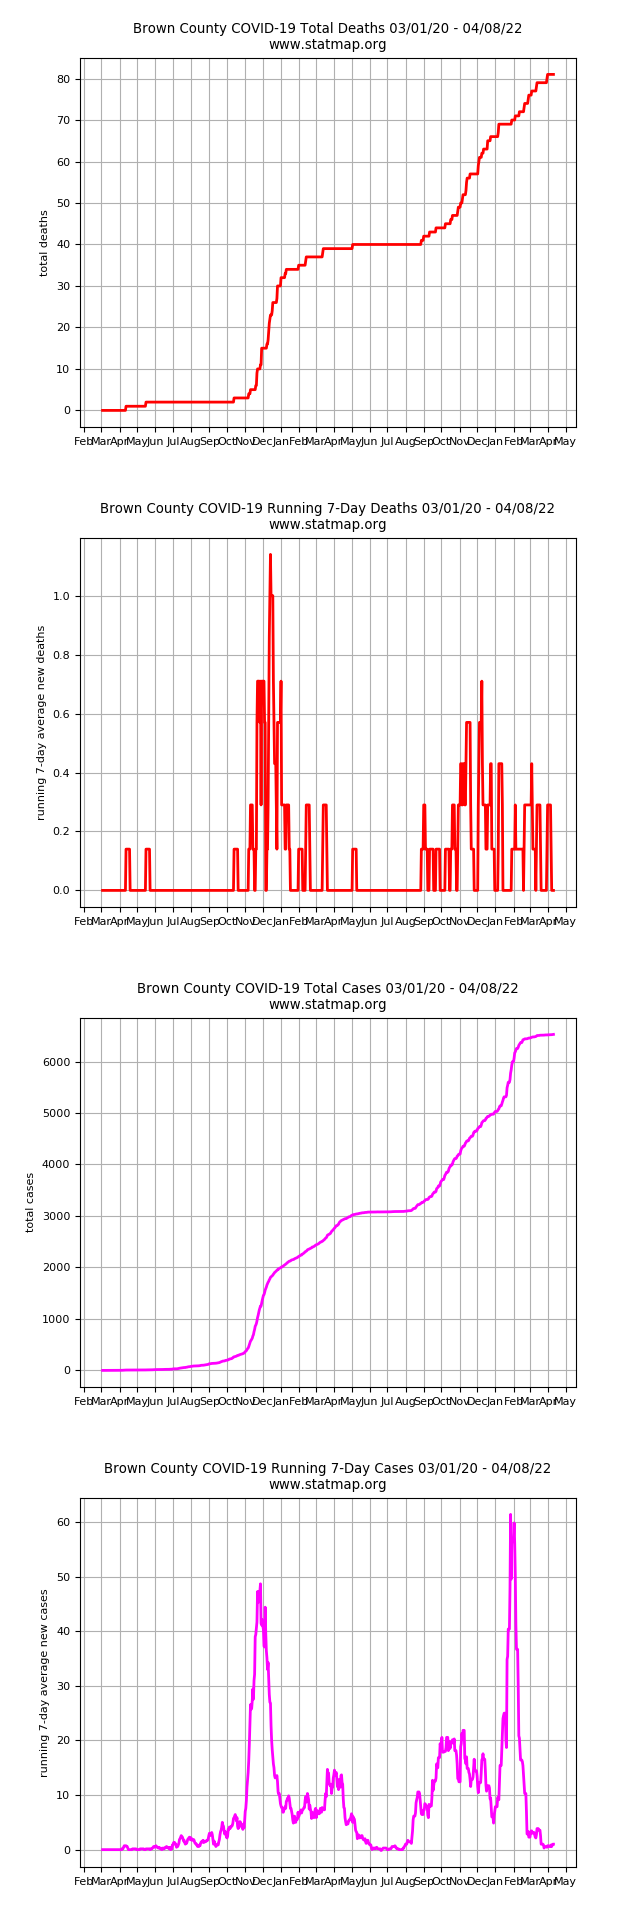 Brown County COVID-19 Total Deaths 03/01/20 - 04/08/22
www.statmap.org
total deaths
80
70
60
50
40
30
20
10
0
Feb Mar Apr May Jun Jul Aug Sep Oct Nov Dec Jan Feb Mar Apr May Jun Jul Aug Sep Oct Nov Dec Jan Feb Mar Apr May
Brown County COVID-19 Running 7-Day Deaths 03/01/20 - 04/08/22
www.statmap.org
running 7-day average new deaths
1.0
0.8
0.6
0.4
0.2
0.0
Feb Mar Apr May Jun Jul Aug Sep Oct Nov Dec Jan Feb Mar Apr May Jun Jul Aug Sep Oct Nov Dec Jan Feb Mar Apr May
Brown County COVID-19 Total Cases 03/01/20 - 04/08/22
www.statmap.org
total cases
6000
5000
4000
3000
2000
1000
0
Feb Mar Apr May Jun Jul Aug Sep Oct Nov Dec Jan Feb Mar Apr May Jun Jul Aug Sep Oct Nov Dec Jan Feb Mar Apr May
Brown County COVID-19 Running 7-Day Cases 03/01/20 - 04/08/22
www.statmap.org
running 7-day average new cases
60
50
40
30
20
10
0
Feb Mar Apr May Jun Jul Aug Sep Oct Nov Dec Jan Feb Mar Apr May Jun Jul Aug Sep Oct Nov Dec Jan Feb Mar Apr May